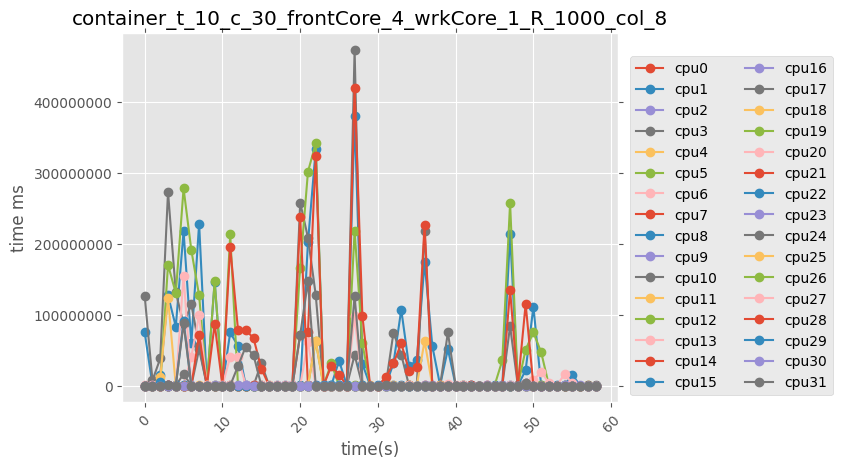 container_t_10_c_30_frontCore_4_wrkCore_1_R_1000_col_8
time ms
400000000
300000000
200000000
100000000
0
0
10
20
30
40
50
60
time(s)
cpu0
cpu1
cpu2
cpu3
cpu4
cpu5
cpu6
cpu7
cpu8
cpu9
cpu10
cpu11
cpu12
cpu13
cpu14
cpu15
cpu16
cpu17
cpu18
cpu19
cpu20
cpu21
cpu22
cpu23
cpu24
cpu25
cpu26
cpu27
cpu28
cpu29
cpu30
cpu31